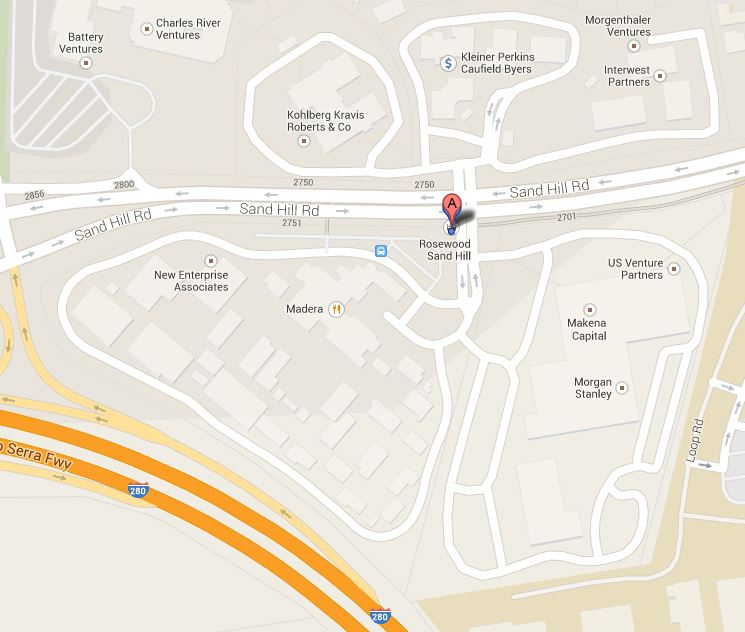 Morgenthaler
Ventures
Charles River
Ventures
Battery
Ventures
Kleiner Perkins
Caufield Byers
$
Interwest
Partners
Kohlberg Kravis
Roberts & Co
2800
2856
2750
2750
Sand Hill Rd
Sand Hill Rd
Sand Hill Rd
A
2751
2701
Rosewood
Sand Hill
New Enterprise
Associates
US Venture
Partners
Madera
Makena
Capital
Morgan
Stanley
Loop Rd
Serra Fwy
280
280